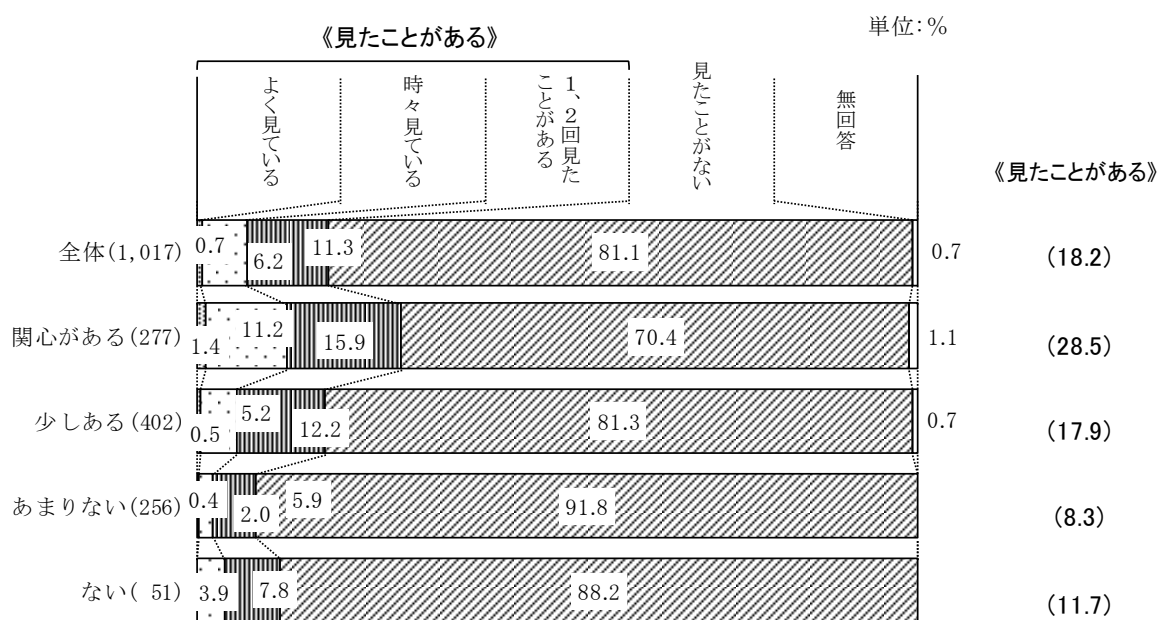 単位：％
《見たことがある》
よく見ている
時々見ている
1、2回見た
ことがある
見たことがない
無回答
《見たことがある》
全体(1,017) 0.7 6.2 11.3 81.1 0.7 (18.2)
関心がある(277) 1.4 11.2 15.9 70.4 1.1 (28.5)
少しある(402) 0.5 5.2 12.2 81.3 0.7 (17.9)
あまりない(256) 0.4 2.0 5.9 91.8 (8.3)
ない( 51) 3.9 7.8 88.2 (11.7)